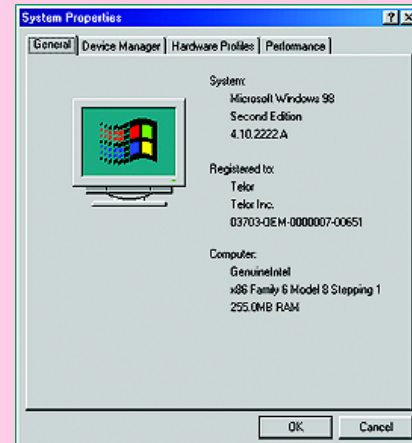 System Properties
General Device Manager Hardware Profiles Performance
System:
Microsoft Windows 98
Second Edition
4.10.2222 A
Registered to:
Telor
Telor Inc.
03703-OEM-0000007-00651
Computer:
GenuineIntel
x86 Family 6 Model 8 Stepping 1
255.0MB RAM
OK Cancel